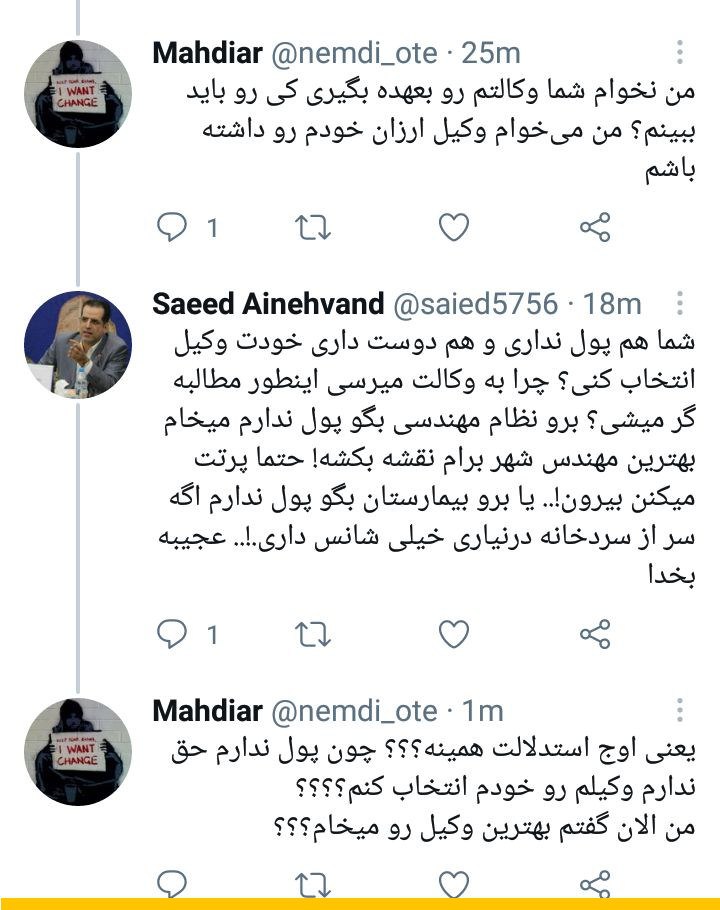 Mahdiar @nemdi_ote · 25m
من نخوام شما وکالتم رو بعهده بگیری کی رو باید
ببینم؟ من می‌خوام وکیل ارزان خودم رو داشته
باشم
1
Saeed Ainehvand @saied5756 · 18m
شما هم پول نداری و هم دوست داری خودت وکیل
انتخاب کنی؟ چرا به وکالت میرسی اینطور مطالبه
گر میشی؟ برو نظام مهندسی بگو پول ندارم میخام
بهترین مهندس شهر برام نقشه بکشه! حتما پرتت
میکنن بیرون!.. یا برو بیمارستان بگو پول ندارم اگه
سر از سردخانه درنیاری خیلی شانس داری.!.. عجیبه
بخدا
1
Mahdiar @nemdi_ote · 1m
یعنی اوج استدلالت همینه؟؟؟ چون پول ندارم حق
ندارم وکیلم رو خودم انتخاب کنم؟؟؟؟
من الان گفتم بهترین وکیل رو میخام؟؟؟
I WANT
CHANGE
I WANT
CHANGE